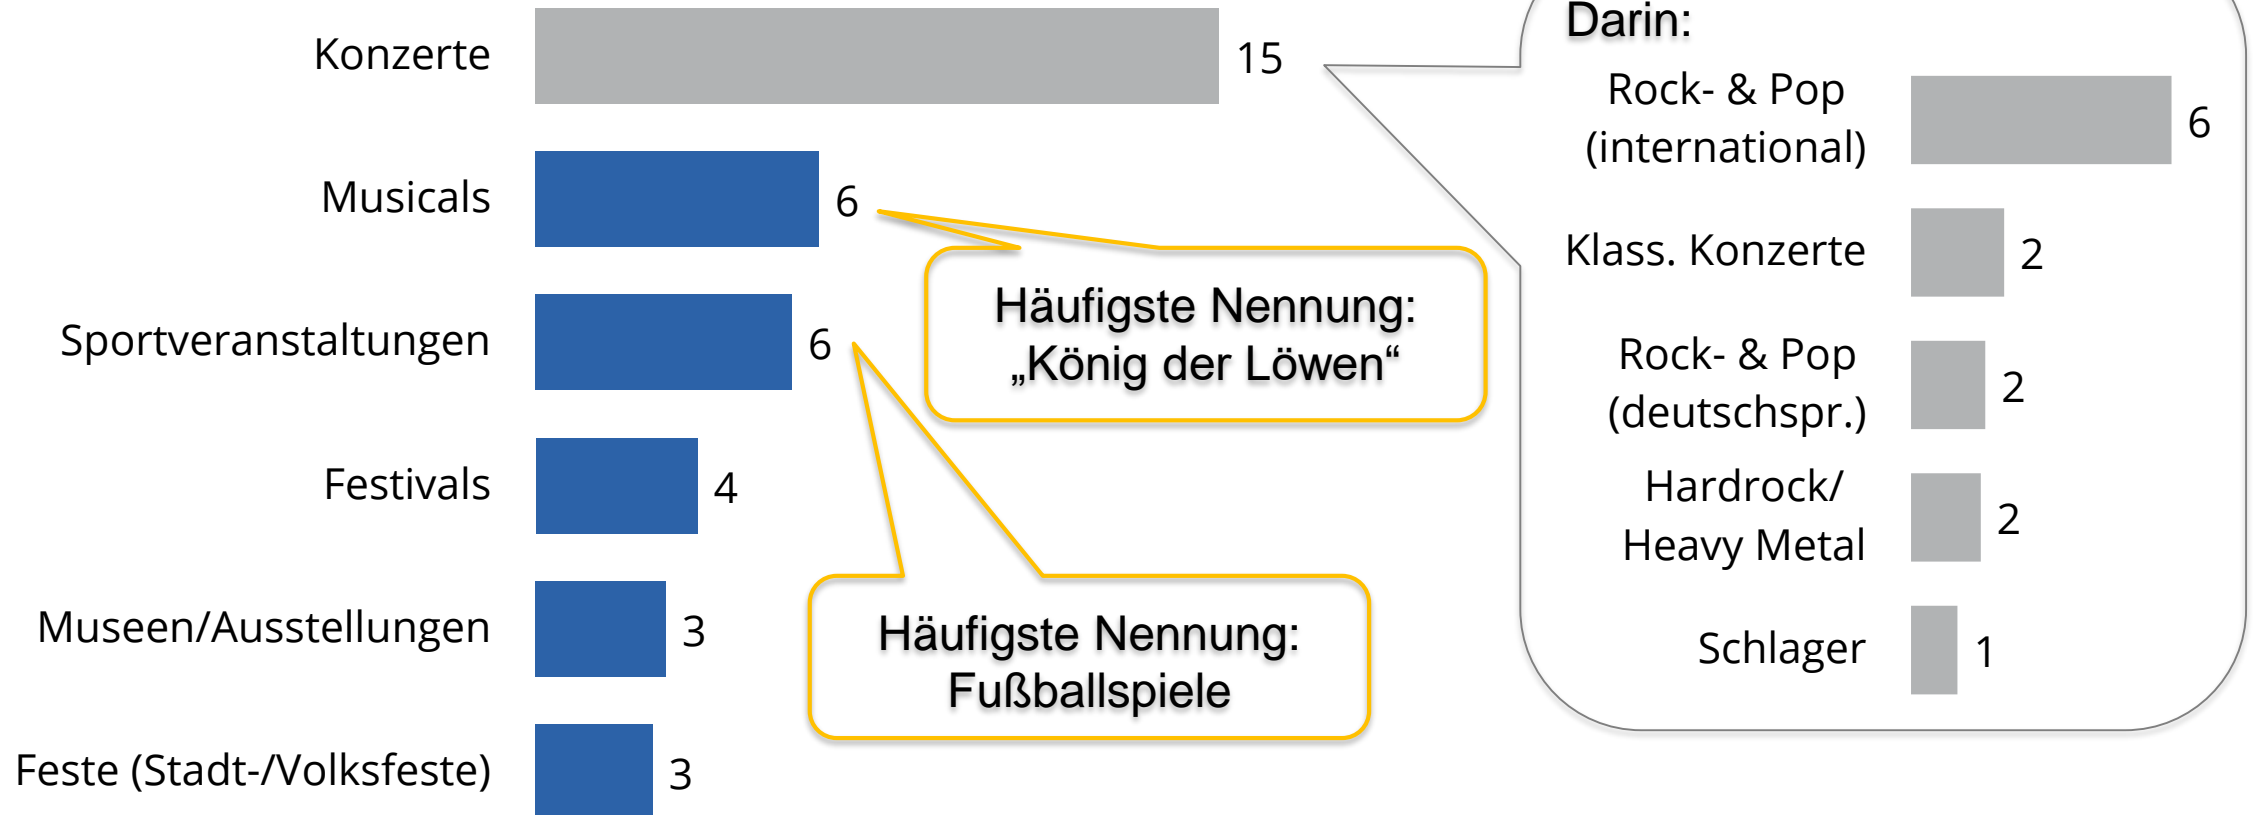 Konzerte
15
Musicals
6
Häufigste Nennung:
„König der Löwen“
Sportveranstaltungen
6
Häufigste Nennung:
Fußballspiele
Festivals
4
Museen/Ausstellungen
3
Feste (Stadt-/Volksfeste)
3
Darin:
Rock- & Pop
(international)
6
Klass. Konzerte
2
Rock- & Pop
(deutschspr.)
2
Hardrock/
Heavy Metal
2
Schlager
1